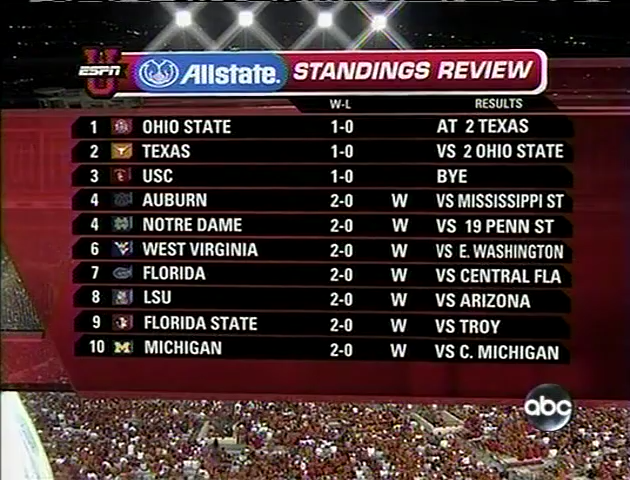 ESPN U Allstate. STANDINGS REVIEW
W-L RESULTS
1 OHIO STATE 1-0 AT 2 TEXAS
2 TEXAS 1-0 VS 2 OHIO STATE
3 USC 1-0 BYE
4 AUBURN 2-0 W VS MISSISSIPPI ST
4 NOTRE DAME 2-0 W VS 19 PENN ST
6 WEST VIRGINIA 2-0 W VS E. WASHINGTON
7 FLORIDA 2-0 W VS CENTRAL FLA
8 LSU 2-0 W VS ARIZONA
9 FLORIDA STATE 2-0 W VS TROY
10 M MICHIGAN 2-0 W VS C. MICHIGAN
abc